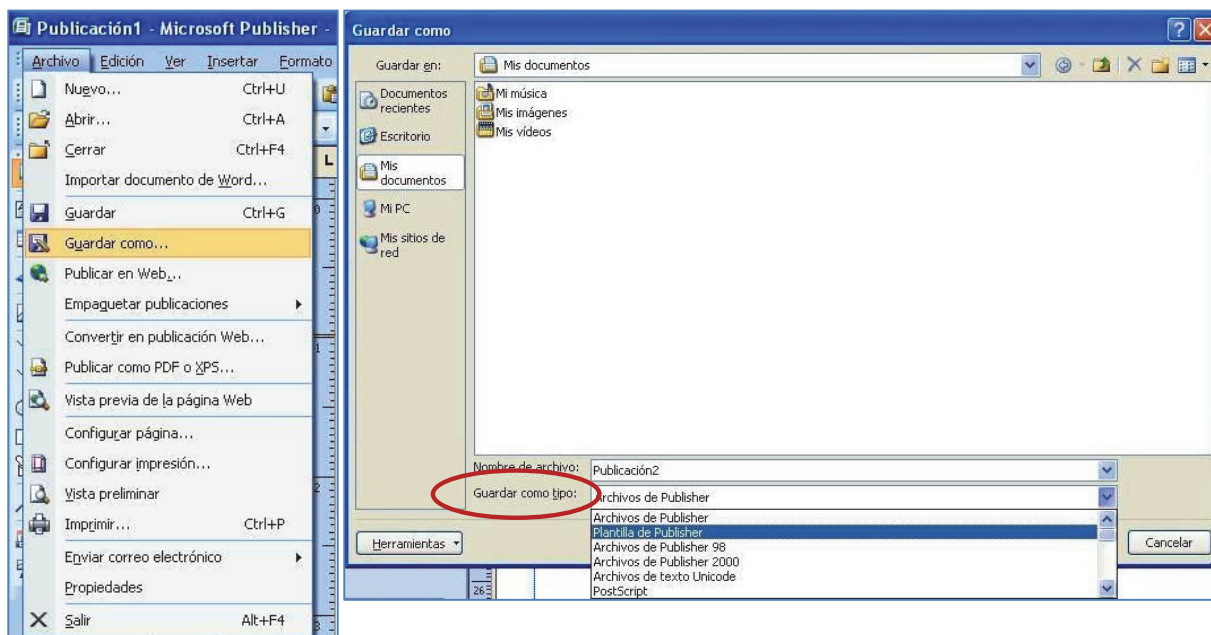 Publicación1 - Microsoft Publisher -
Archivo Edición Ver Insertar Formato
Nuevo... Ctrl+U
Abrir... Ctrl+A
Cerrar Ctrl+F4
Importar documento de Word...
Guardar Ctrl+G
Guardar como...
Publicar en Web...
Empaquetar publicaciones
Convertir en publicación Web...
Publicar como PDF o XPS...
Vista previa de la página Web
Configurar página...
Configurar impresión...
Vista preliminar
Imprimir... Ctrl+P
Enviar correo electrónico
Propiedades
Salir Alt+F4
Guardar como
Guardar en: Mis documentos
Documentos
recientes
Escritorio
Mis
documentos
Mi PC
Mis sitios de
red
Mi música
Mis imágenes
Mis vídeos
Nombre de archivo: Publicación2
Guardar como tipo: Archivos de Publisher
Archivos de Publisher
Plantilla de Publisher
Archivos de Publisher 98
Archivos de Publisher 2000
Archivos de texto Unicode
PostScript
Herramientas
Cancelar
26